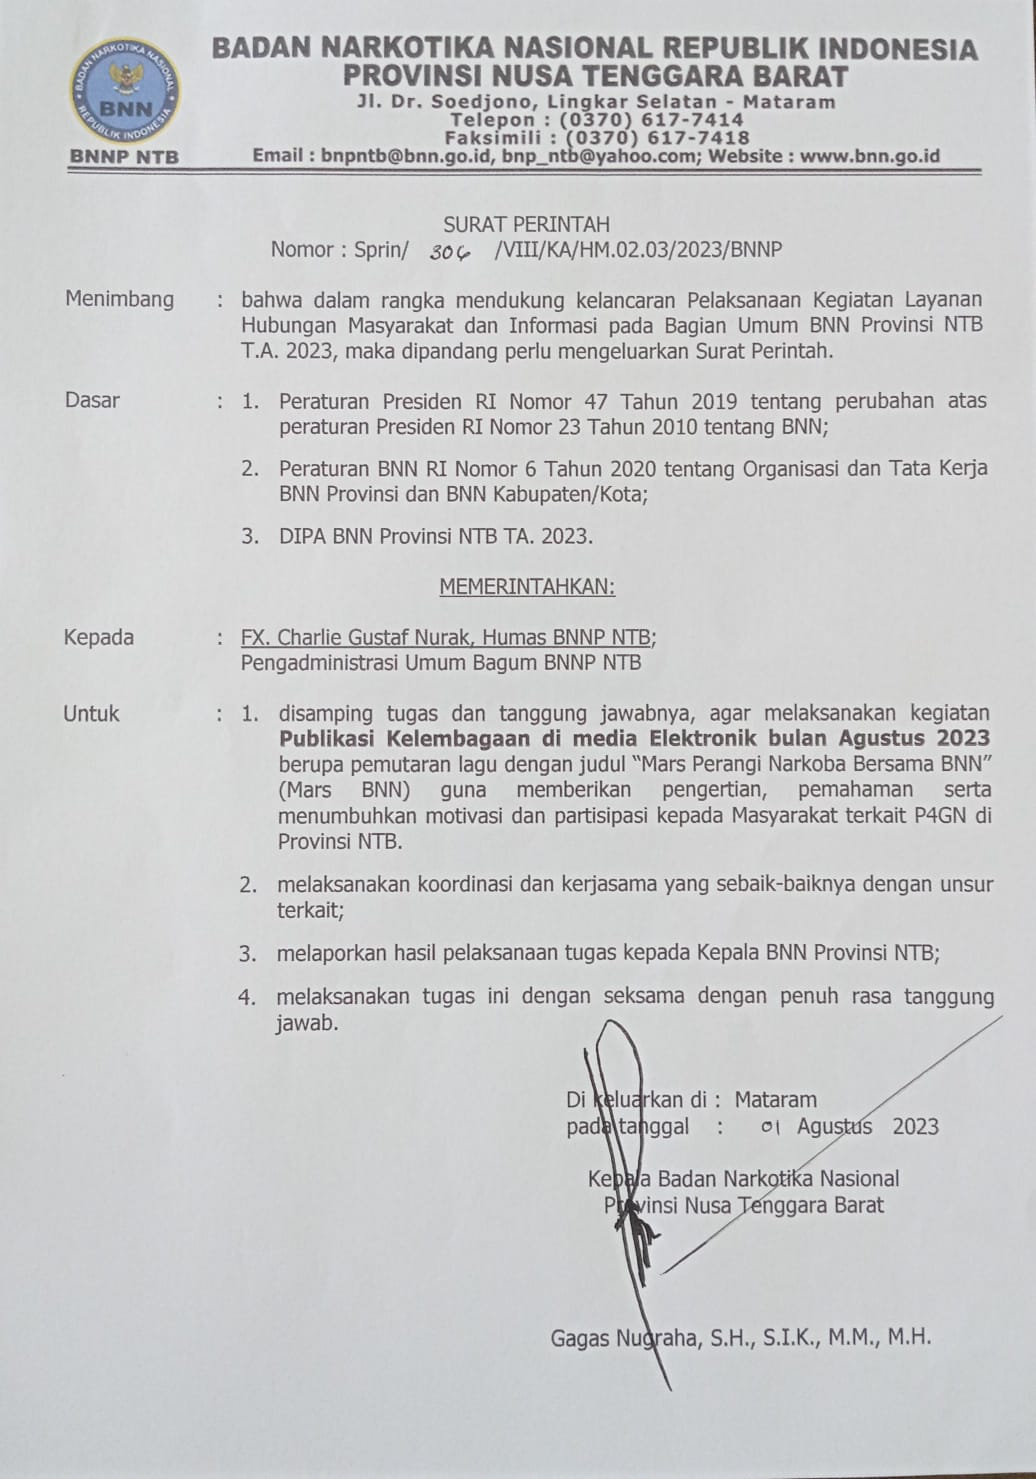 BADAN NARKOTIKA NASIONAL
BNN
REPUBLIK INDONESIA
BNNP NTB
BADAN NARKOTIKA NASIONAL REPUBLIK INDONESIA
PROVINSI NUSA TENGGARA BARAT
Jl. Dr. Soedjono, Lingkar Selatan - Mataram
Telepon : (0370) 617-7414
Faksimili : (0370) 617-7418
Email : bnpntb@bnn.go.id, bnp_ntb@yahoo.com; Website : www.bnn.go.id
SURAT PERINTAH
Nomor : Sprin/ 306 /VIII/KA/HM.02.03/2023/BNNP
Menimbang : bahwa dalam rangka mendukung kelancaran Pelaksanaan Kegiatan Layanan
Hubungan Masyarakat dan Informasi pada Bagian Umum BNN Provinsi NTB
T.A. 2023, maka dipandang perlu mengeluarkan Surat Perintah.
Dasar : 1. Peraturan Presiden RI Nomor 47 Tahun 2019 tentang perubahan atas
peraturan Presiden RI Nomor 23 Tahun 2010 tentang BNN;
2. Peraturan BNN RI Nomor 6 Tahun 2020 tentang Organisasi dan Tata Kerja
BNN Provinsi dan BNN Kabupaten/Kota;
3. DIPA BNN Provinsi NTB TA. 2023.
MEMERINTAHKAN:
Kepada : FX. Charlie Gustaf Nurak, Humas BNNP NTB;
Pengadministrasi Umum Bagum BNNP NTB
Untuk : 1. disamping tugas dan tanggung jawabnya, agar melaksanakan kegiatan
Publikasi Kelembagaan di media Elektronik bulan Agustus 2023
berupa pemutaran lagu dengan judul “Mars Perangi Narkoba Bersama BNN”
(Mars BNN) guna memberikan pengertian, pemahaman serta
menumbuhkan motivasi dan partisipasi kepada Masyarakat terkait P4GN di
Provinsi NTB.
2. melaksanakan koordinasi dan kerjasama yang sebaik-baiknya dengan unsur
terkait;
3. melaporkan hasil pelaksanaan tugas kepada Kepala BNN Provinsi NTB;
4. melaksanakan tugas ini dengan seksama dengan penuh rasa tanggung
jawab.
Di keluarkan di : Mataram
pada tanggal : 01 Agustus 2023
Kepala Badan Narkotika Nasional
Provinsi Nusa Tenggara Barat
Gagas Nugraha, S.H., S.I.K., M.M., M.H.